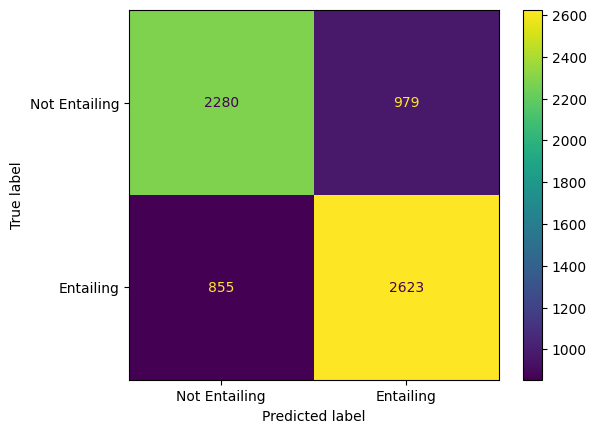 Not Entailing
Entailing
True label
2280
979
855
2623
Not Entailing
Entailing
Predicted label
2600
2400
2200
2000
1800
1600
1400
1200
1000